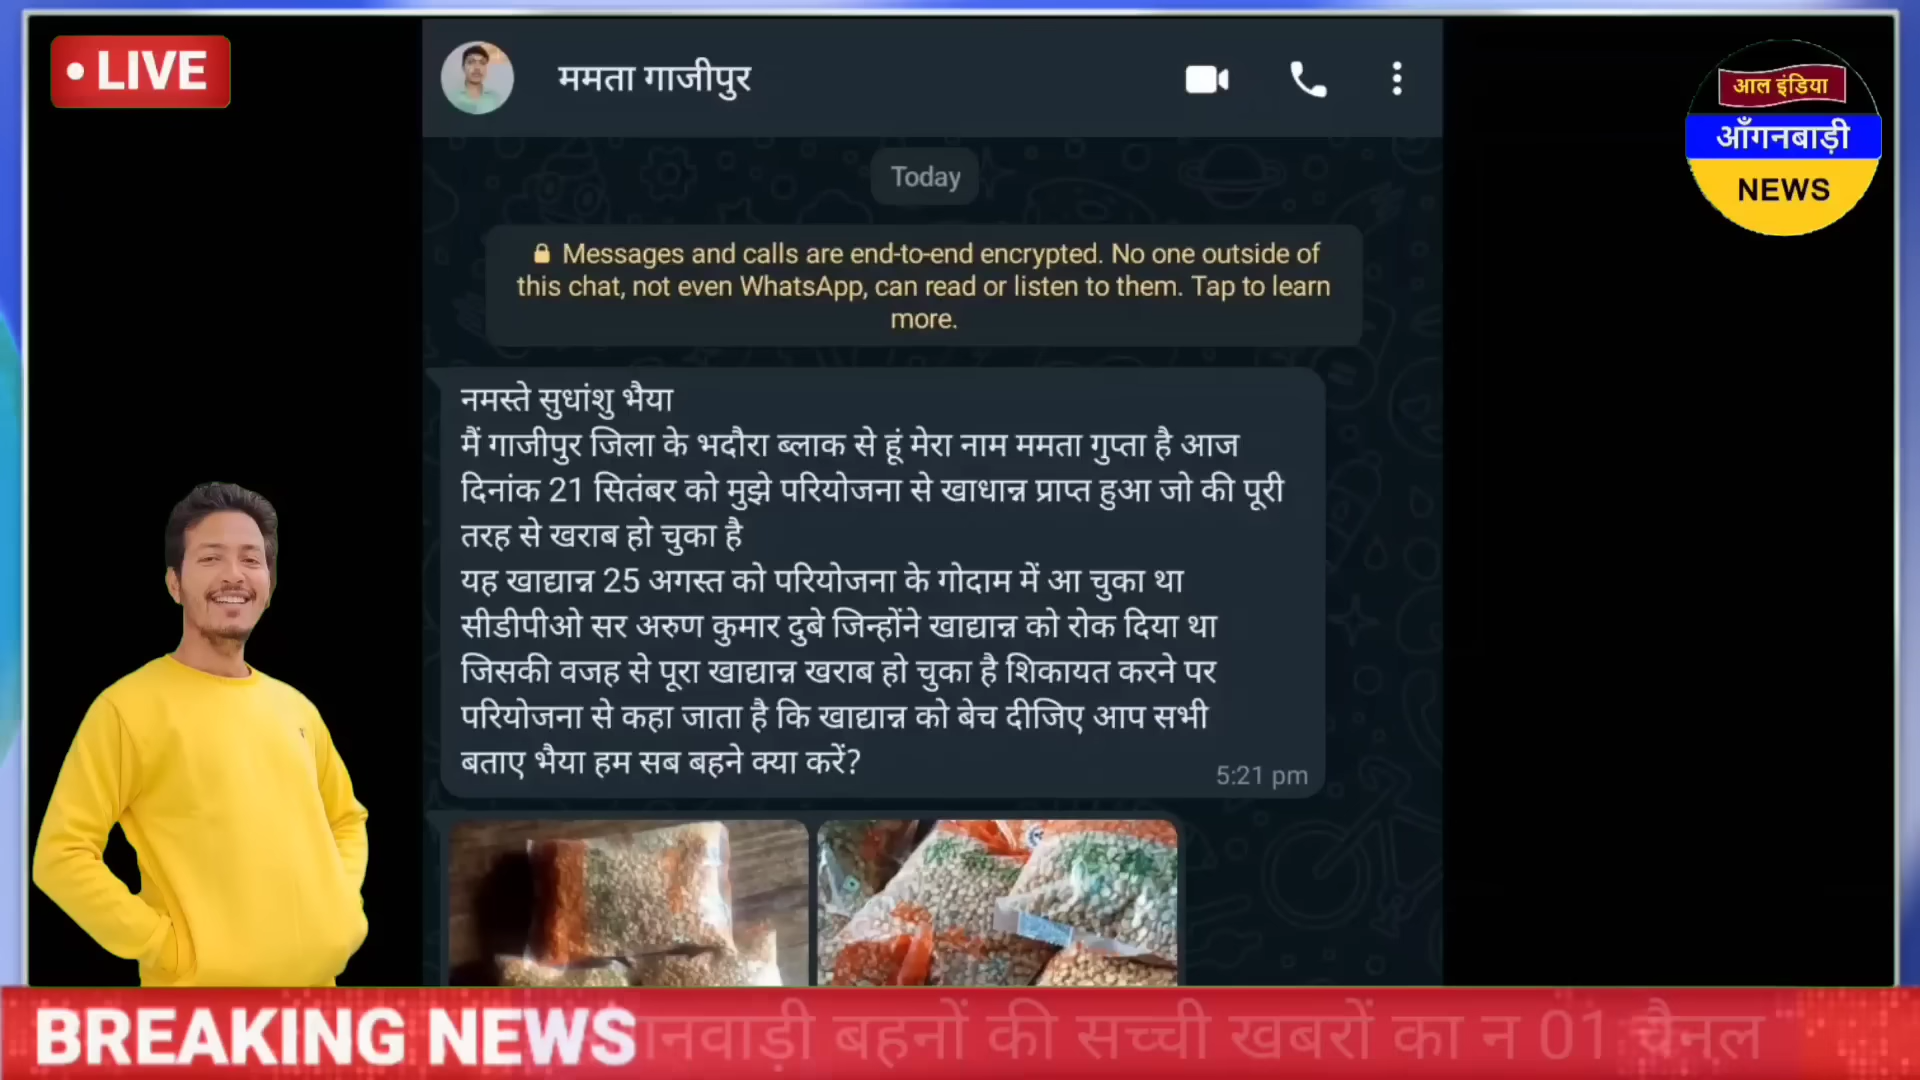 • LIVE
ममता गाजीपुर
आल इंडिया
आँगनबाड़ी
NEWS
Today
Messages and calls are end-to-end encrypted. No one outside of
this chat, not even WhatsApp, can read or listen to them. Tap to learn
more.
नमस्ते सुधांशु भैया
मैं गाजीपुर जिला के भदौरा ब्लाक से हूं मेरा नाम ममता गुप्ता है आज
दिनांक 21 सितंबर को मुझे परियोजना से खाधान्न प्राप्त हुआ जो की पूरी
तरह से खराब हो चुका है
यह खाद्यान्न 25 अगस्त को परियोजना के गोदाम में आ चुका था
सीडीपीओ सर अरुण कुमार दुबे जिन्होंने खाद्यान्न को रोक दिया था
जिसकी वजह से पूरा खाद्यान्न खराब हो चुका है शिकायत करने पर
परियोजना से कहा जाता है कि खाद्यान्न को बेच दीजिए आप सभी
बताए भैया हम सब बहने क्या करें?
5:21 pm
BREAKING NEWS
बहनों की सच्ची खबरों का न 01 चैनल